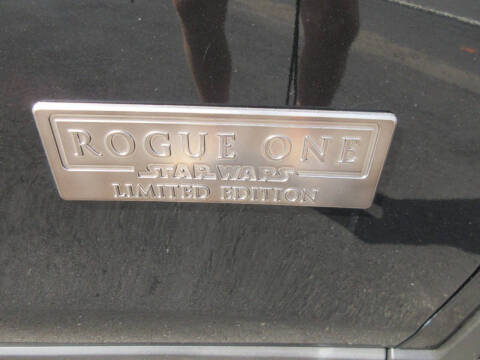 ROGUE ONE
STAR WARS
LIMITED EDITION